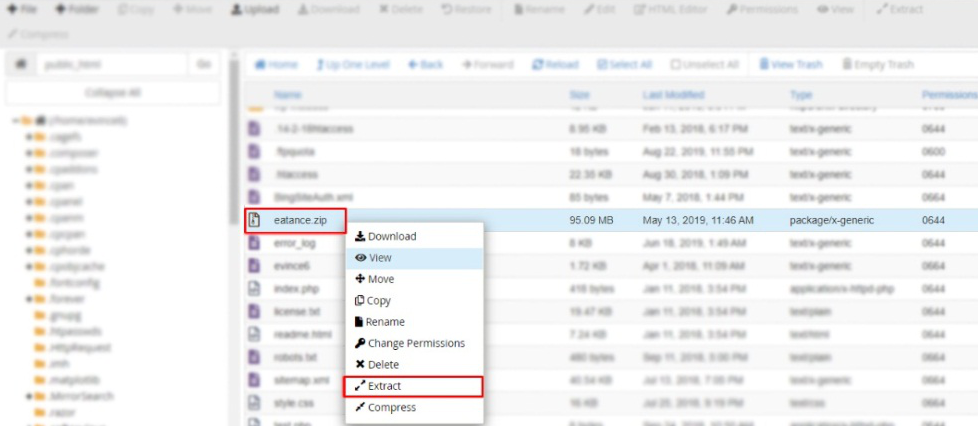 File Folder Copy Move Upload Download Delete Restore Rename Edit HTML Editor Permissions View Extract
Compress
public_html Go Home Up One Level Back Forward Reload Select All Unselect All View Trash Empty Trash
Collapse All
Name Size Last Modified Type Permissions
.cagefs
.composer
.cpaddons
.cpan
.cpanel
.cpanm
.cpcpan
.cphorde
.cpobjcache
.fontconfig
.forever
.gnupg
.htpasswds
.HttpRequest
.matplotlib
.MirrorSearch
.razor
8.95 KB Feb 13, 2018, 6:17 PM text/x-generic 0644
.ftpquota 18 bytes Aug 22, 2019, 11:55 PM text/x-generic 0600
.htaccess 22.35 KB Aug 30, 2018, 1:09 PM text/x-generic 0644
BingSiteAuth.xml 85 bytes May 7, 2018, 1:44 PM text/x-generic 0644
eatance.zip 95.09 MB May 13, 2019, 11:46 AM package/x-generic 0644
error_log 8 KB Jun 18, 2019, 1:49 AM text/x-generic 0644
evince6 1.72 KB Apr 1, 2018, 11:09 AM text/x-generic 0664
index.php 418 bytes Jan 11, 2018, 3:54 PM application/x-httpd-php 0644
license.txt 19.47 KB Jan 11, 2018, 3:54 PM text/plain 0644
readme.html 7.24 KB Jan 11, 2018, 3:54 PM text/html 0644
robots.txt 480 bytes Sep 11, 2018, 5:00 PM text/plain 0664
sitemap.xml 40.54 KB Jul 13, 2018, 7:05 PM text/x-generic 0644
style.css 16 KB Jul 20, 2018, 9:19 PM text/css 0644
Download
View
Move
Copy
Rename
Change Permissions
Delete
Extract
Compress